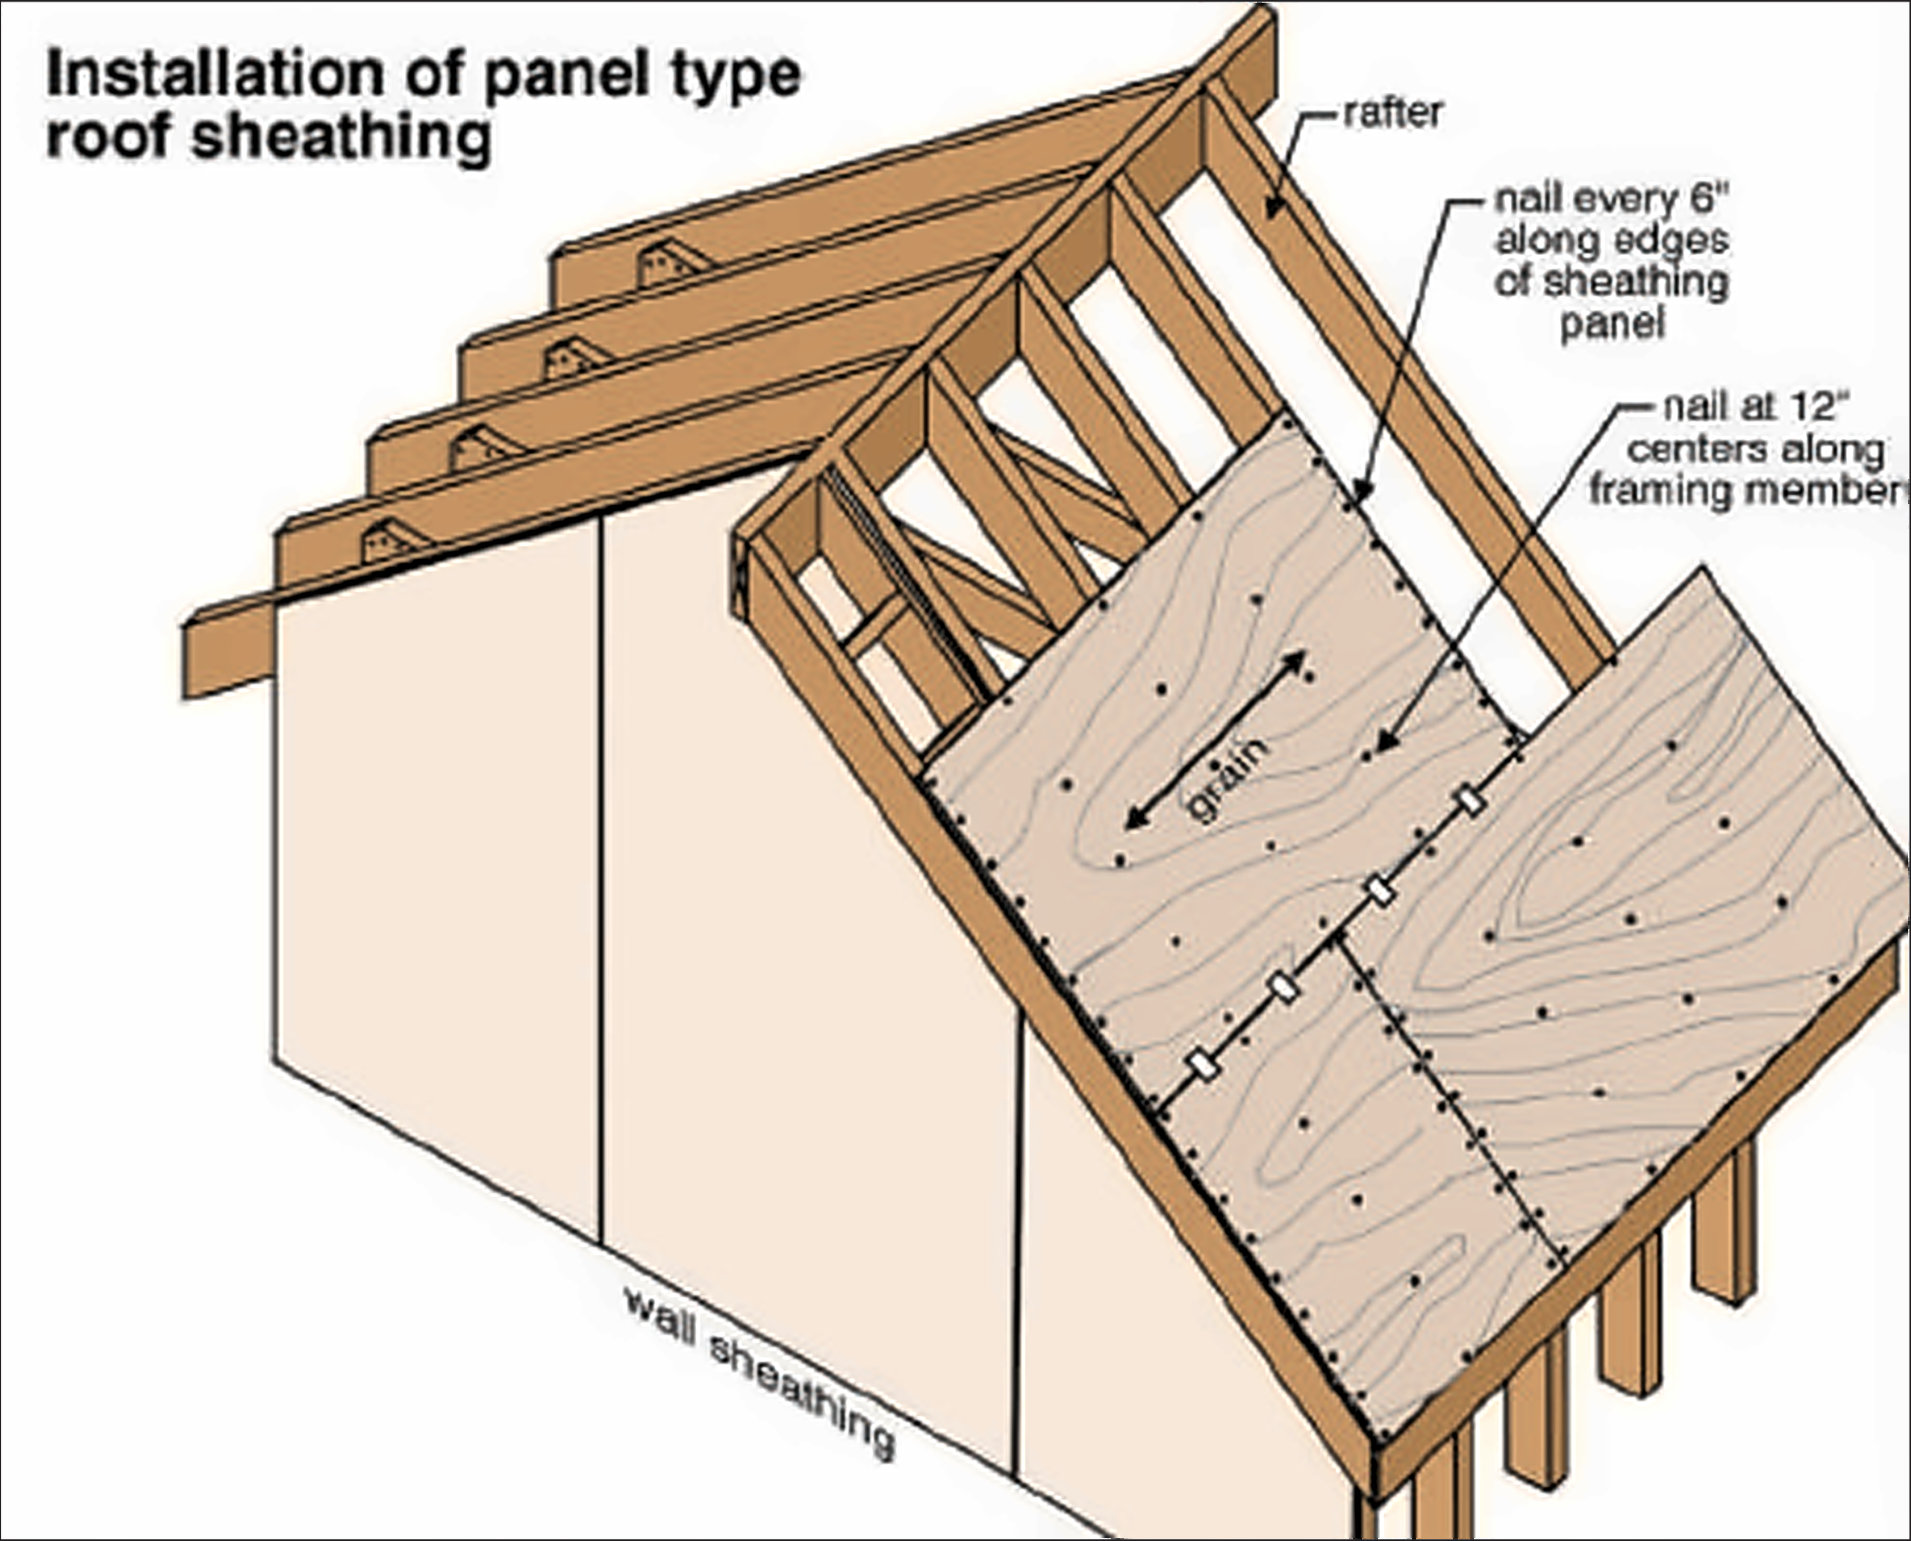 Installation of panel type
roof sheathing
rafter
nail every 6"
along edges
of sheathing
panel
nail at 12"
centers along
framing member
grain
wall sheathing